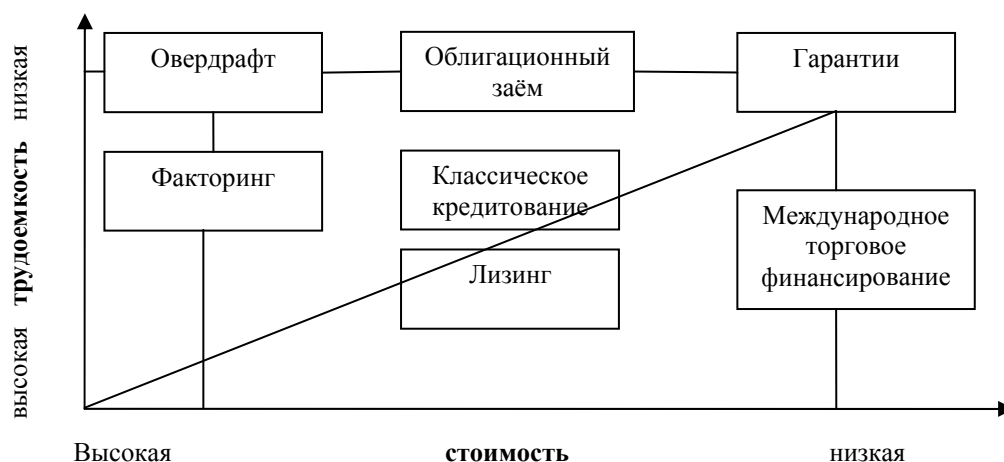 Овердрафт
Облигационный
заём
Гарантии
Факторинг
Классическое
кредитование
Международное
торговое
финансирование
Лизинг
высокая трудоемкость низкая
Высокая стоимость низкая